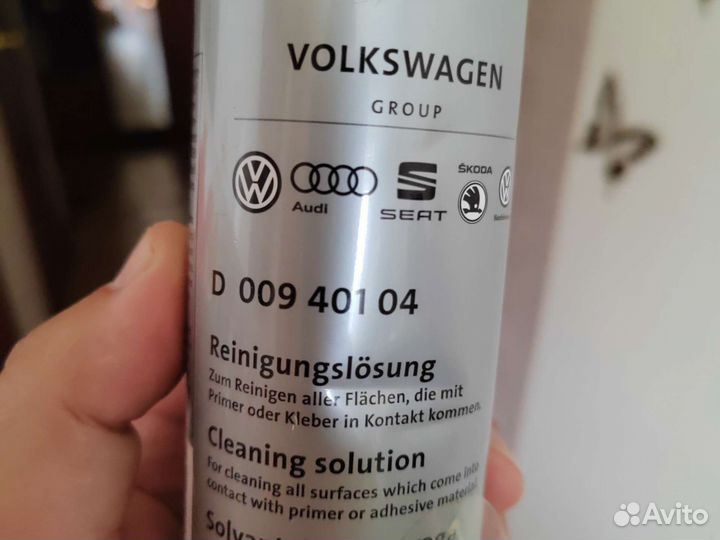 VOLKSWAGEN
GROUP
Audi
SEAT
ŠKODA
D 009 401 04
Reinigungslösung
Zum Reinigen aller Flächen, die mit
Primer oder Kleber in Kontakt kommen.
Cleaning solution
For cleaning all surfaces which come into
contact with primer or adhesive material.
Avito